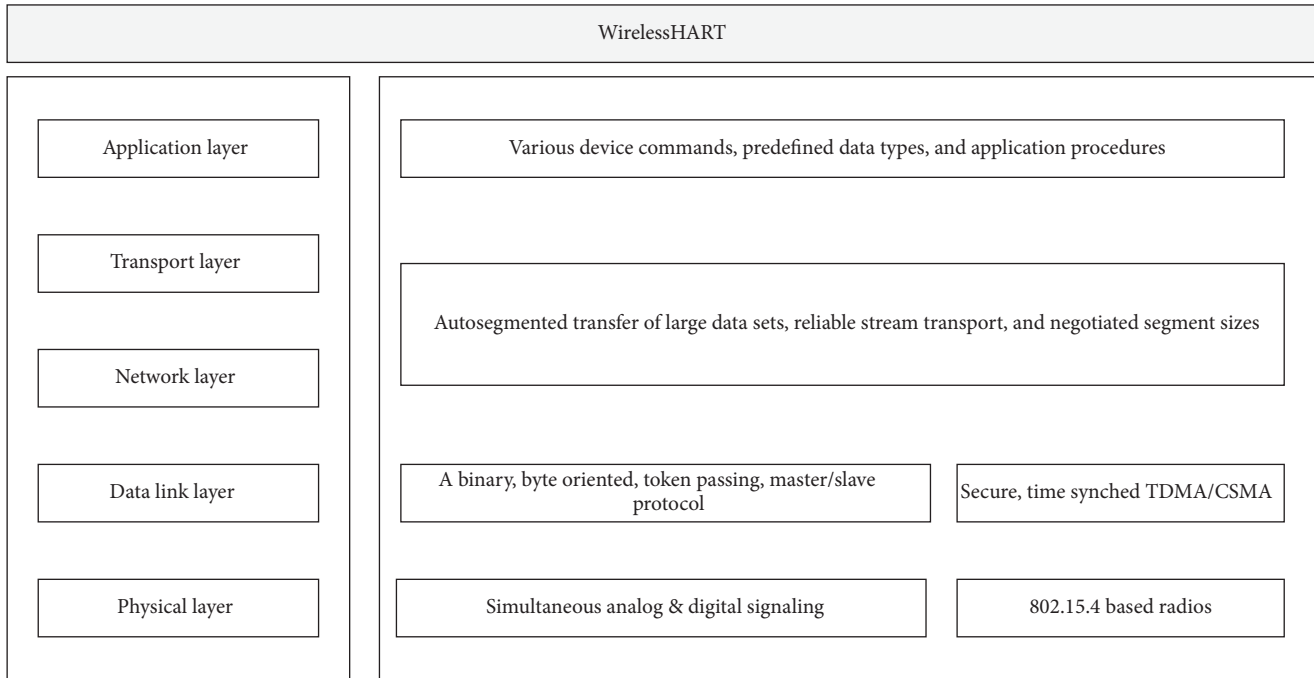 WirelessHART
Application layer
Various device commands, predefined data types, and application procedures
Transport layer
Autosegmented transfer of large data sets, reliable stream transport, and negotiated segment sizes
Network layer
Data link layer
A binary, byte oriented, token passing, master/slave
protocol
Secure, time synched TDMA/CSMA
Physical layer
Simultaneous analog & digital signaling
802.15.4 based radios